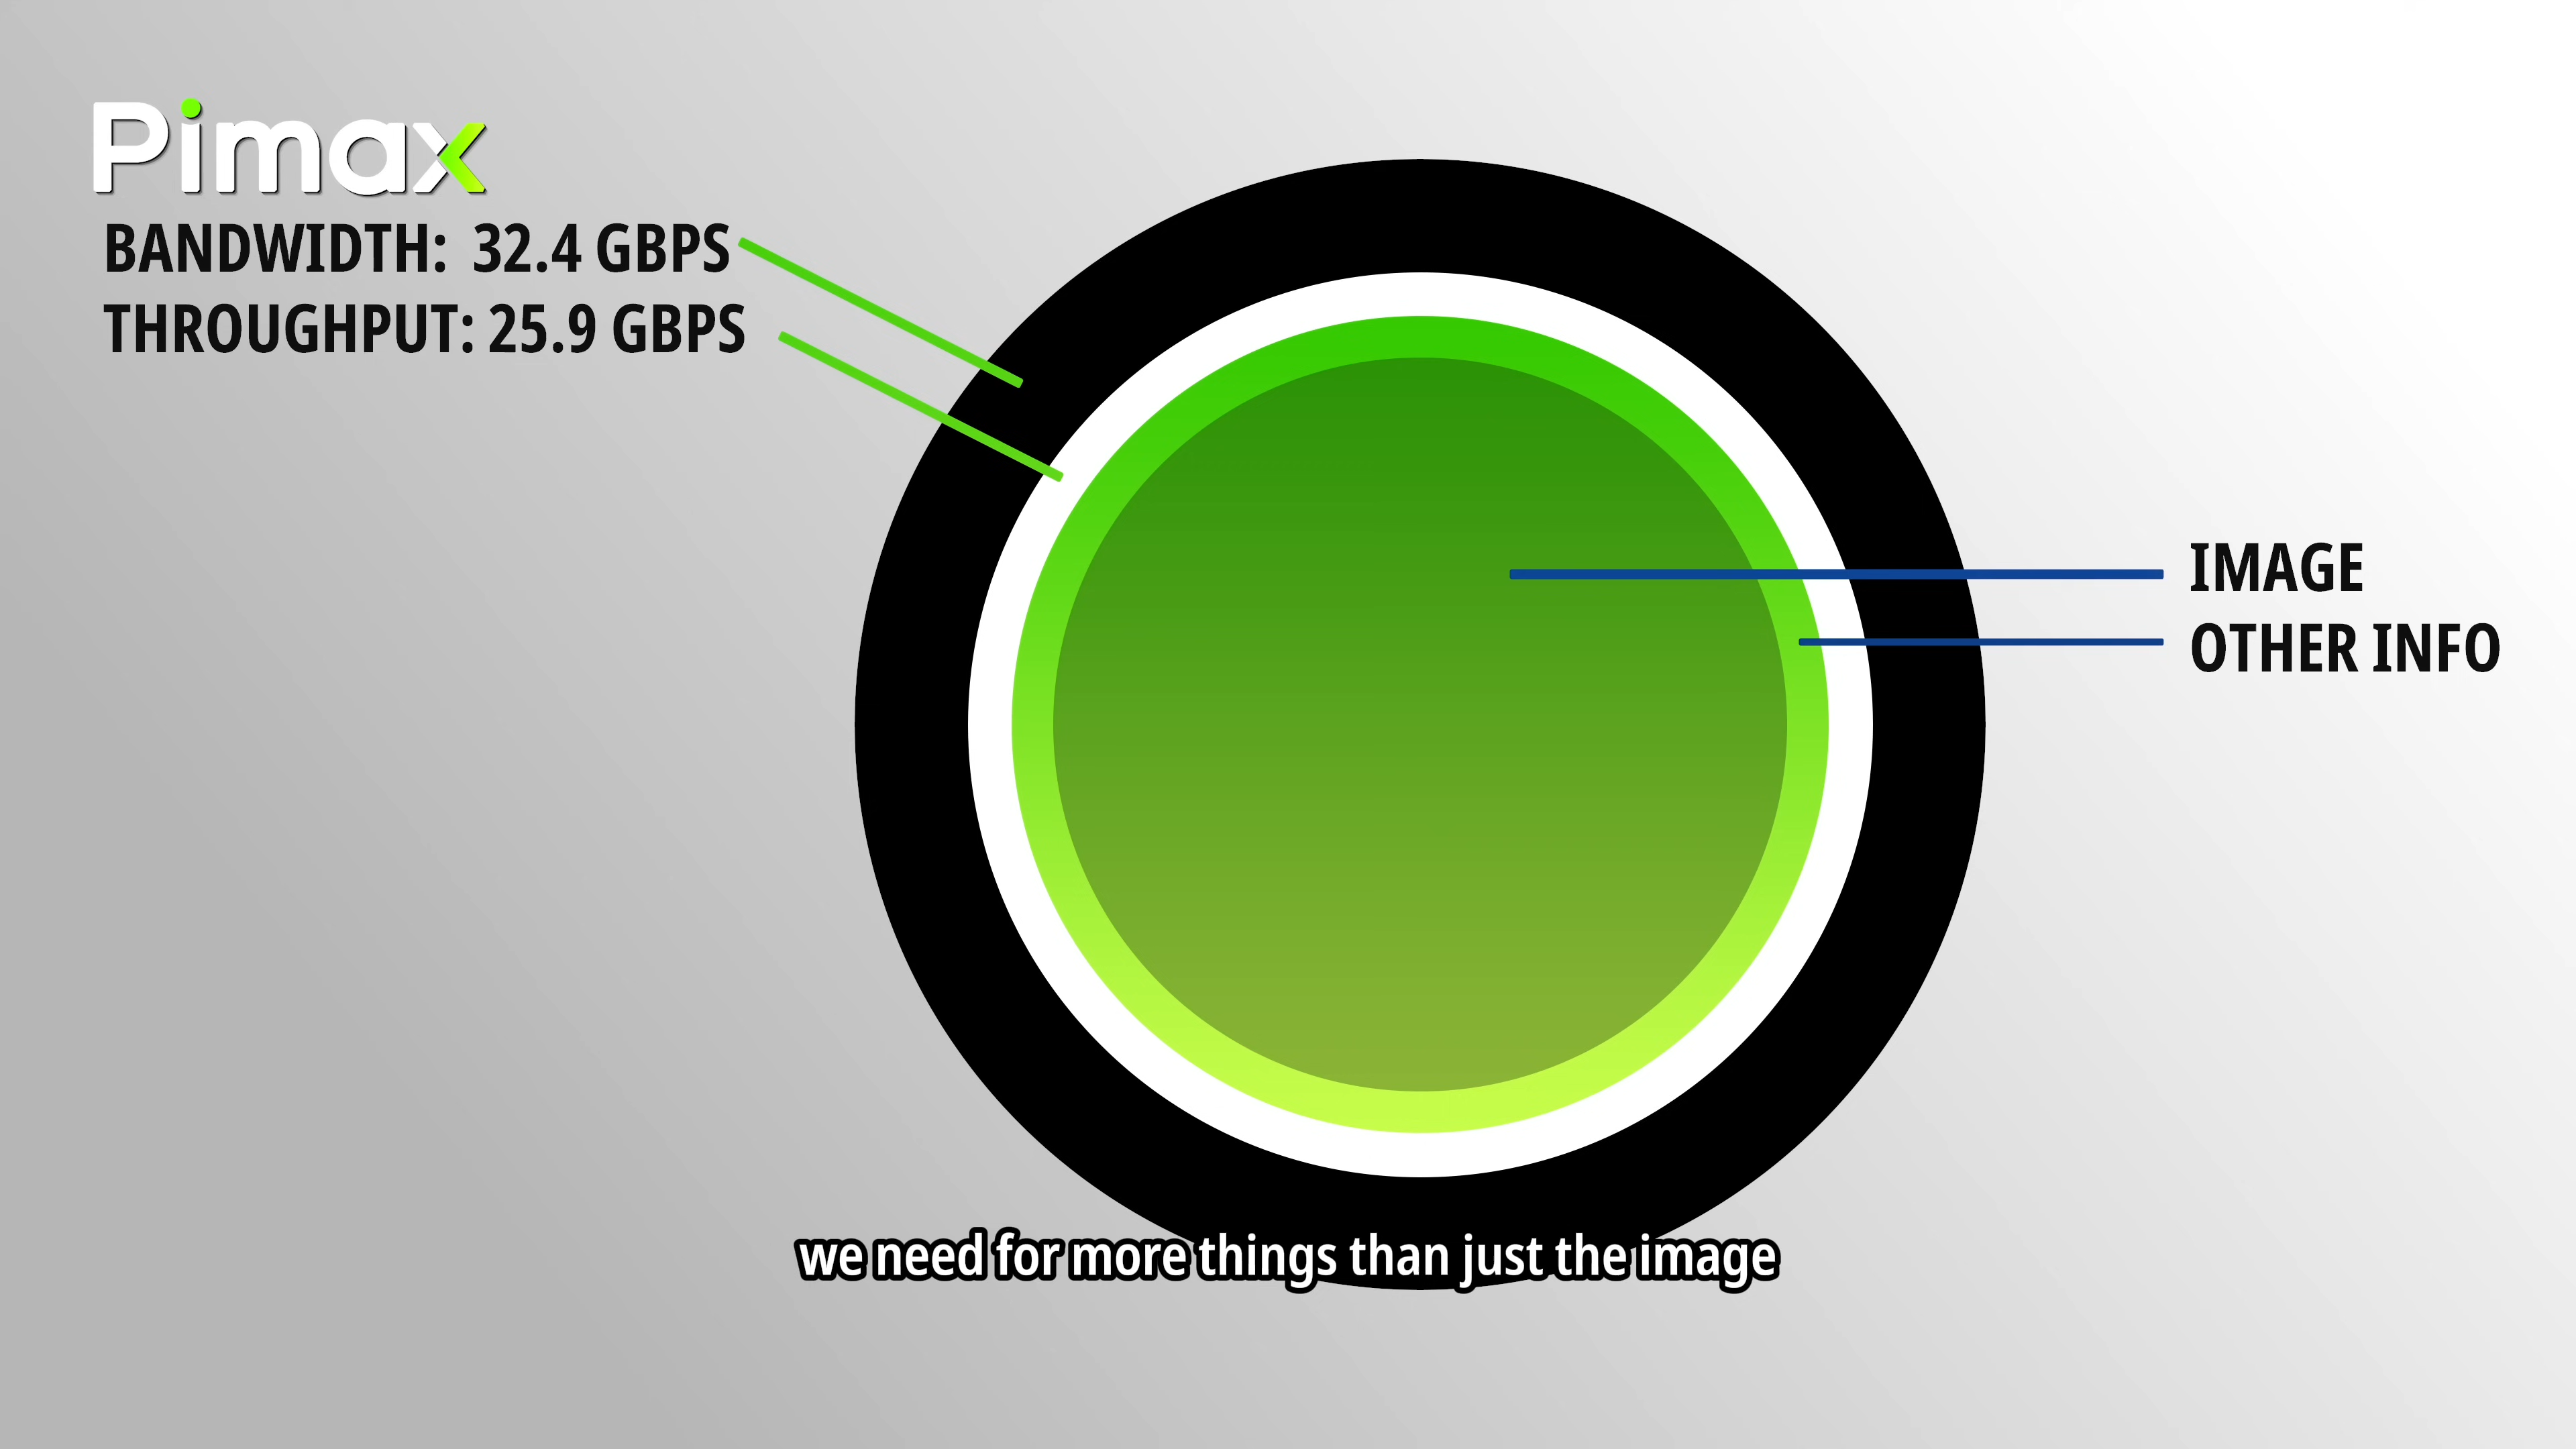 Pimax
BANDWIDTH: 32.4 GBPS
THROUGHPUT: 25.9 GBPS
IMAGE
OTHER INFO
we need for more things than just the image